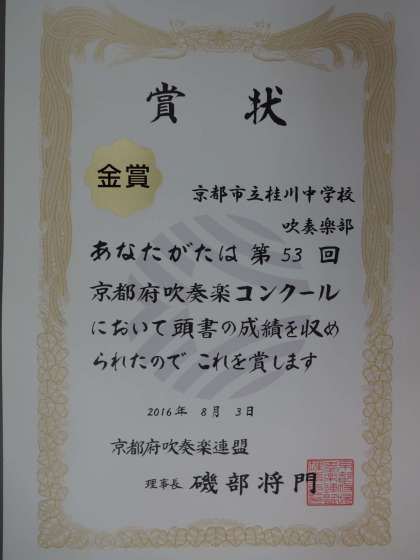 賞状
金賞
京都市立桂川中学校
吹奏楽部
あなたがたは 第53回
京都府吹奏楽コンクール
において頭書の成績を収め
られたので これを賞します
2016年 8月 3日
京都府吹奏楽連盟
理事長 磯部将門